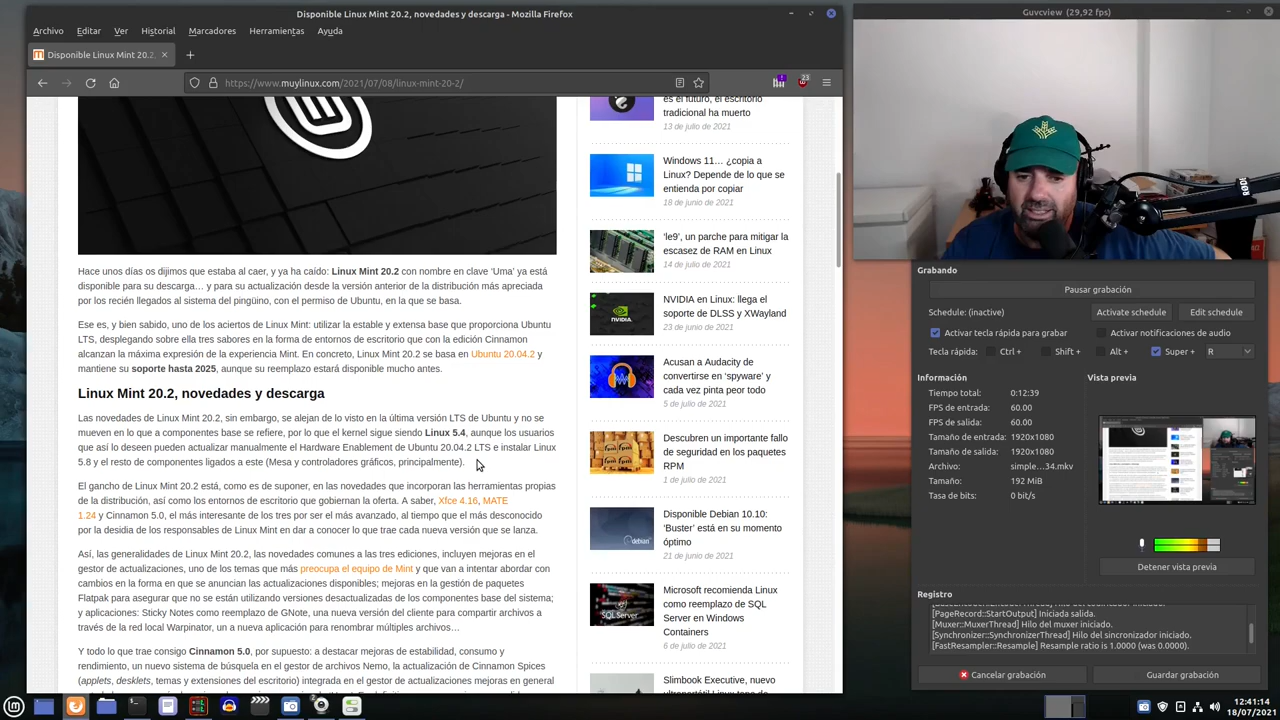 Disponible Linux Mint 20.2, novedades y descarga - Mozilla Firefox
Archivo Editar Ver Historial Marcadores Herramientas Ayuda
Disponible Linux Mint 20.2,
https://www.muylinux.com/2021/07/08/linux-mint-20-2/
23
Hace unos días os dijimos que estaba al caer, y ya ha caído: Linux Mint 20.2 con nombre en clave ‘Uma’ ya está
disponible para su descarga… y para su actualización desde la versión anterior de la distribución más apreciada
por los recién llegados al sistema del pingüino, con el permiso de Ubuntu, en la que se basa.
Ese es, y bien sabido, uno de los aciertos de Linux Mint: utilizar la estable y extensa base que proporciona Ubuntu
LTS, desplegando sobre ella tres sabores en la forma de entornos de escritorio que con la edición Cinnamon
alcanzan la máxima expresión de la experiencia Mint. En concreto, Linux Mint 20.2 se basa en Ubuntu 20.04.2 y
mantiene su soporte hasta 2025, aunque su reemplazo estará disponible mucho antes.
Linux Mint 20.2, novedades y descarga
Las novedades de Linux Mint 20.2, sin embargo, se alejan de lo visto en la última versión LTS de Ubuntu y no se
mueven en lo que a componentes base se refiere, por lo que el kernel sigue siendo Linux 5.4, aunque los usuarios
que así lo deseen pueden actualizar manualmente el Hardware Enablement de Ubuntu 20.04.2 LTS e instalar Linux
5.8 y el resto de componentes ligados a este (Mesa y controladores gráficos, principalmente).
El gancho de Linux Mint 20.2 está, como es de suponer, en las novedades que incorporan las herramientas propias
de la distribución, así como los entornos de escritorio que gobiernan la oferta. A saber, Xfce 4.16, MATE
1.24 y Cinnamon 5.0, el más interesante de los tres por ser el más avanzado, al tiempo que el más desconocido
por la desidia de los responsables de Linux Mint en dar a conocer lo que trae cada nueva versión que se lanza.
Así, las generalidades de Linux Mint 20.2, las novedades comunes a las tres ediciones, incluyen mejoras en el
gestor de actualizaciones, uno de los temas que más preocupa el equipo de Mint y que van a intentar abordar con
cambios en la forma en que se anuncian las actualizaciones disponibles; mejoras en la gestión de paquetes
Flatpak para asegurar que no se están utilizando versiones desactualizadas de los componentes base del sistema;
y aplicaciones: Sticky Notes como reemplazo de GNote, una nueva versión del cliente para compartir archivos a
través de la red local Warpinator, un a nueva aplicación para renombrar múltiples archivos…
Y todo lo que trae consigo Cinnamon 5.0, por supuesto: a destacar mejoras de estabilidad, consumo y
rendimiento, un nuevo sistema de búsqueda en el gestor de archivos Nemo, la actualización de Cinnamon Spices
(applets, desklets, temas y extensiones del escritorio) integrada en el gestor de actualizaciones mejoras en general
es el futuro, el escritorio
tradicional ha muerto
13 de julio de 2021
Windows 11… ¿copia a
Linux? Depende de lo que se
entienda por copiar
18 de junio de 2021
‘le9’, un parche para mitigar la
escasez de RAM en Linux
14 de julio de 2021
NVIDIA en Linux: llega el
soporte de DLSS y XWayland
23 de junio de 2021
Acusan a Audacity de
convertirse en ‘spyware’ y
cada vez pinta peor todo
5 de julio de 2021
Descubren un importante fallo
de seguridad en los paquetes
RPM
1 de julio de 2021
Disponible Debian 10.10:
‘Buster’ está en su momento
óptimo
21 de junio de 2021
Microsoft recomienda Linux
como reemplazo de SQL
Server en Windows
Containers
6 de julio de 2021
Slimbook Executive, nuevo
Guvcview (29,92 fps)
Grabando
Pausar grabación
Schedule: (inactive) Activate schedule Edit schedule
Activar tecla rápida para grabar Activar notificaciones de audio
Tecla rápida: Ctrl + Shift + Alt + Super + R
Información
Tiempo total: 0:12:39
FPS de entrada: 60.00
FPS de salida: 60.00
Tamaño de entrada: 1920x1080
Tamaño de salida: 1920x1080
Archivo: simple...34.mkv
Tamaño: 192 MiB
Tasa de bits: 0 bit/s
Vista previa
Detener vista previa
Registro
[PageRecord::StartOutput] Iniciada salida.
[Muxer::MuxerThread] Hilo del muxer iniciado.
[Synchronizer::SynchronizerThread] Hilo del sincronizador iniciado.
[FastResampler::Resample] Resample ratio is 1.0000 (was 0.0000).
Cancelar grabación Guardar grabación
12:41:14
18/07/2021